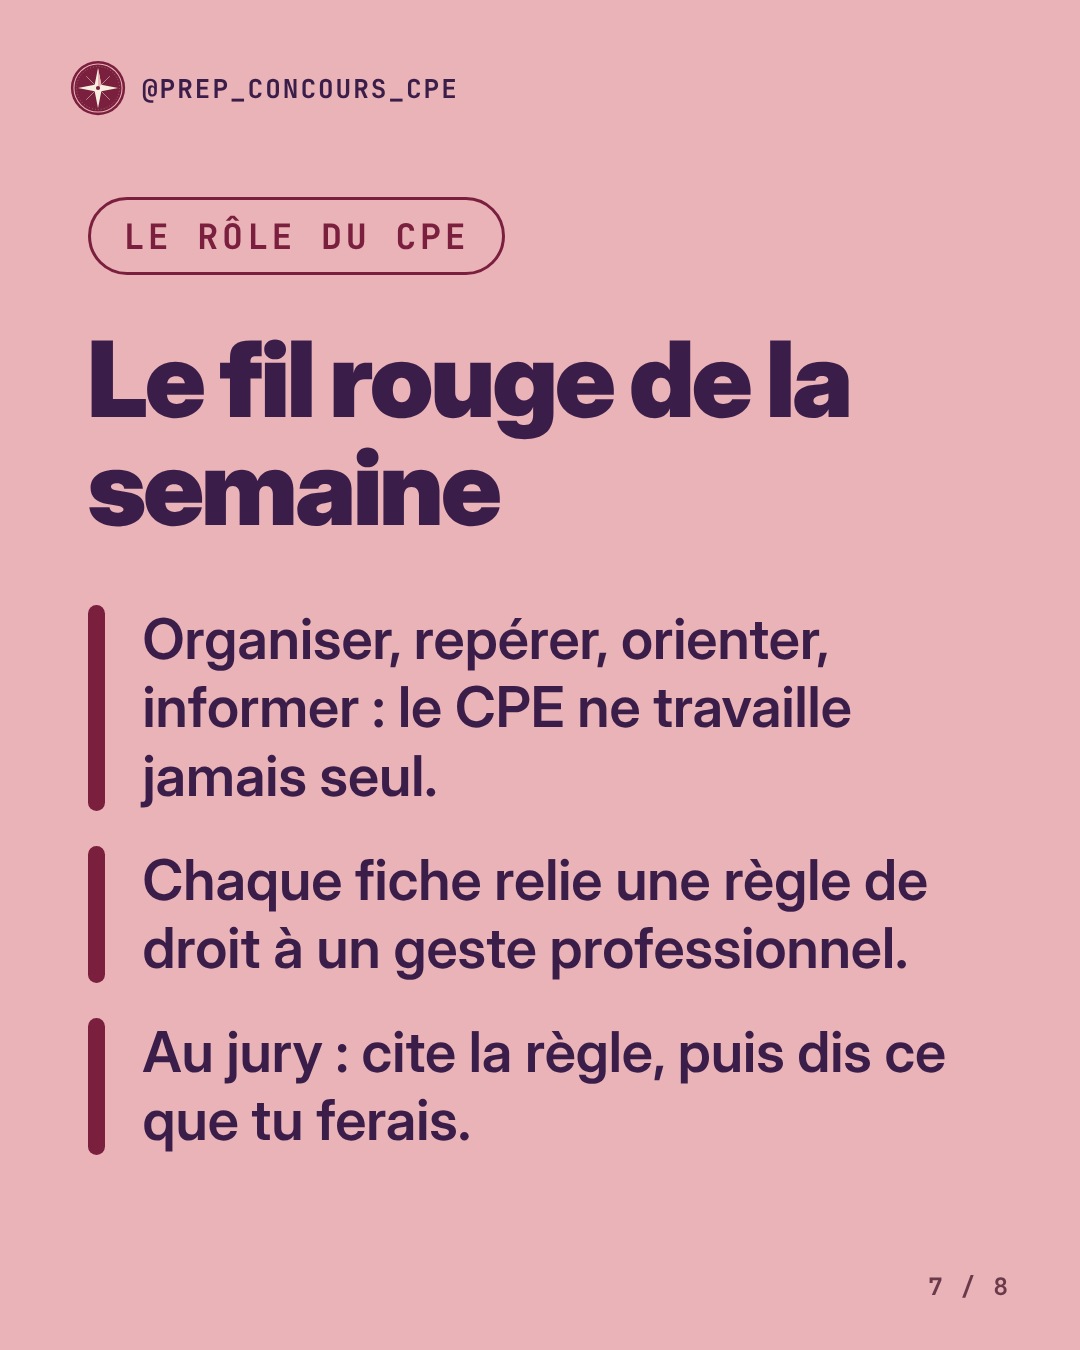 @PREP_CONCOURS_CPE
LE RÔLE DU CPE
Le fil rouge de la
semaine
Organiser, repérer, orienter,
informer : le CPE ne travaille
jamais seul.
Chaque fiche relie une règle de
droit à un geste professionnel.
Au jury : cite la règle, puis dis ce
que tu ferais.
7 / 8